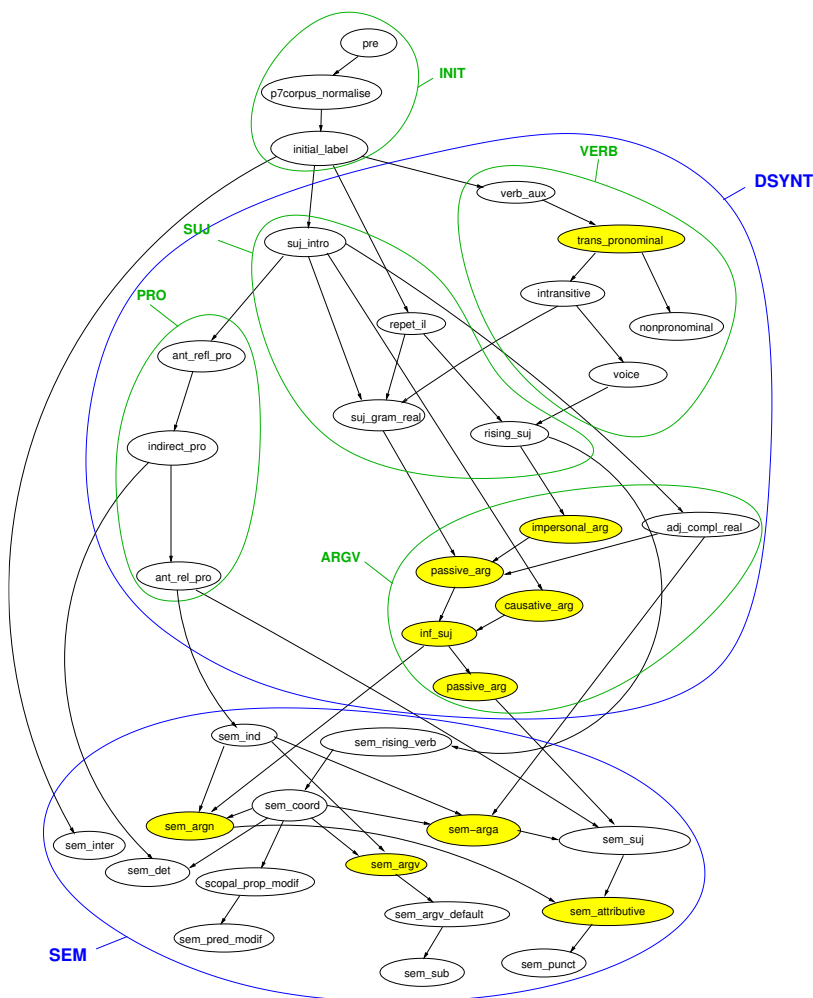 pre
INIT
p7corpus_normalise
initial_label
VERB
DSYNT
verb_aux
SUJ
suj_intro
trans_pronominal
PRO
intransitive
repet_il
nonpronominal
ant_refl_pro
voice
suj_gram_real
rising_suj
indirect_pro
impersonal_arg
adj_compl_real
ARGV
passive_arg
ant_rel_pro
causative_arg
inf_suj
passive_arg
sem_ind
sem_rising_verb
sem_coord
sem_argn
sem-arga
sem_suj
sem_inter
sem_det
sem_argv
scopal_prop_modif
sem_argv_default
sem_attributive
sem_pred_modif
SEM
sem_sub
sem_punct